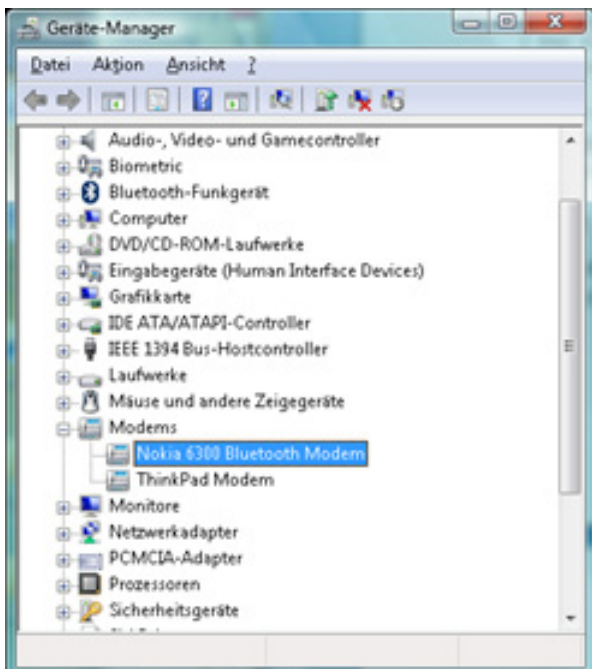 Geräte-Manager
Datei Aktion Ansicht ?
Audio-, Video- und Gamecontroller
Biometric
Bluetooth-Funkgerät
Computer
DVD/CD-ROM-Laufwerke
Eingabegeräte (Human Interface Devices)
Grafikkarte
IDE ATA/ATAPI-Controller
IEEE 1394 Bus-Hostcontroller
Laufwerke
Mäuse und andere Zeigegeräte
Modems
Nokia 6300 Bluetooth Modem
ThinkPad Modem
Monitore
Netzwerkadapter
PCMCIA-Adapter
Prozessoren
Sicherheitsgeräte